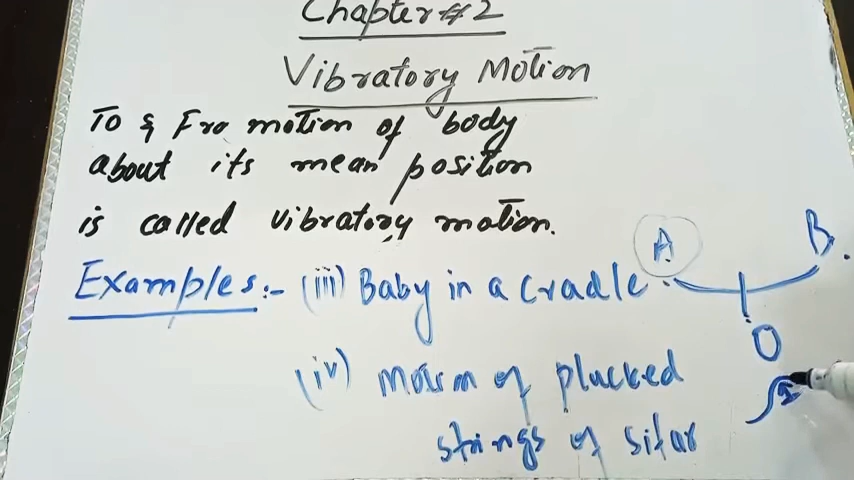 Chapter # 2
Vibratory Motion
To & Fro motion of body
about its mean position
is called vibratory motion.
Examples:- (iii) Baby in a cradle.
A
B.
O
(iv) Motion of plucked
strings of sitar